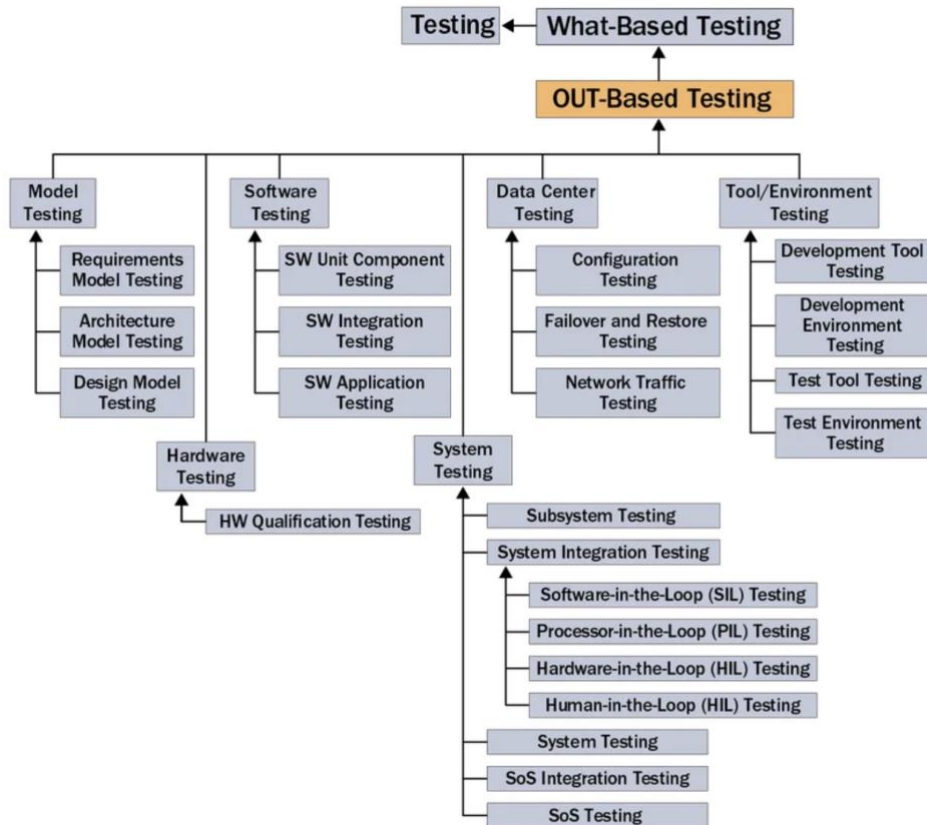 Testing
What-Based Testing
OUT-Based Testing
Model
Testing
Requirements
Model Testing
Architecture
Model Testing
Design Model
Testing
Hardware
Testing
HW Qualification Testing
Software
Testing
SW Unit Component
Testing
SW Integration
Testing
SW Application
Testing
System
Testing
Subsystem Testing
System Integration Testing
Software-in-the-Loop (SIL) Testing
Processor-in-the-Loop (PIL) Testing
Hardware-in-the-Loop (HIL) Testing
Human-in-the-Loop (HIL) Testing
System Testing
SoS Integration Testing
SoS Testing
Data Center
Testing
Configuration
Testing
Failover and Restore
Testing
Network Traffic
Testing
Tool/Environment
Testing
Development Tool
Testing
Development
Environment
Testing
Test Tool Testing
Test Environment
Testing